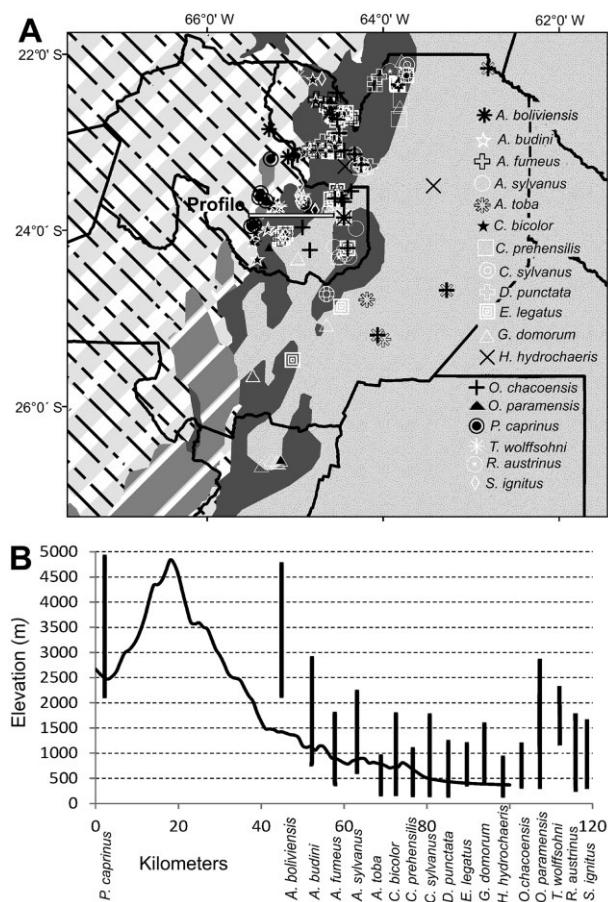 66.0´0 W
64.0´0 W
62.0´0 W
A
22.0´ S
24.0´ S
26.0´ S
Profile
A. boliviensis
A. budini
A. fumeus
A. sylvanus
A. toba
C. bicolor
C. prehensilis
C. sylvanus
D. punctata
E. legatus
G. domorum
H. hydrochaeris
O. chacoensis
O. paramensis
P. caprinus
T. wolffsohni
R. austrinus
S. ignitus
B
Elevation (m)
5000
4500
4000
3500
3000
2500
2000
1500
1000
500
0
0
20
40
60
80
120
Kilometers
P. caprinus
A. boliviensis
A. budini
A. fumeus
A. sylvanus
A. toba
C. bicolor
C. prehensilis
C. sylvanus
D. punctata
E. legatus
G. domorum
H. hydrochaeris
O.chacoensis
O. paramensis
T. wolffsohni
R. austrinus
S. ignitus